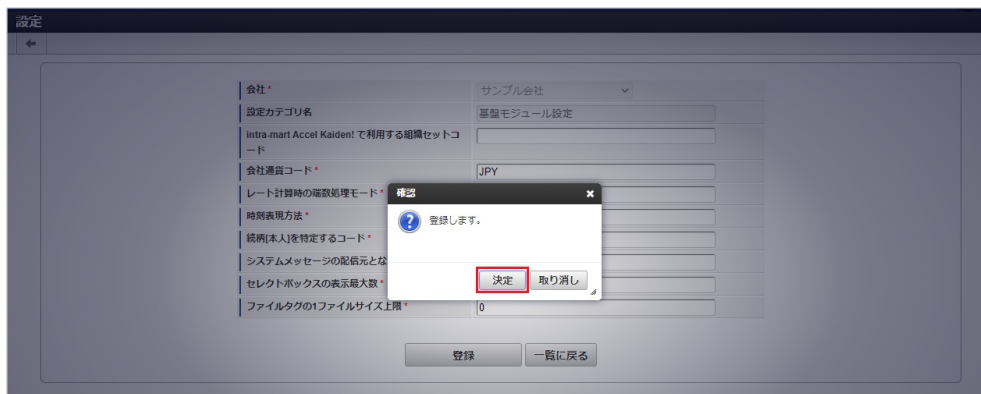 設定
会社*
サンプル会社
設定カテゴリ名
基盤モジュール設定
intra-mart Accel Kaiden! で利用する組織セットコ
ード
会社通貨コード*
JPY
レート計算時の端数処理モード*
時刻表現方法*
続柄[本人]を特定するコード*
システムメッセージの配信元とな
セレクトボックスの表示最大数*
ファイルタグの1ファイルサイズ上限*
0
確認
登録します。
決定
取り消し
登録
一覧に戻る